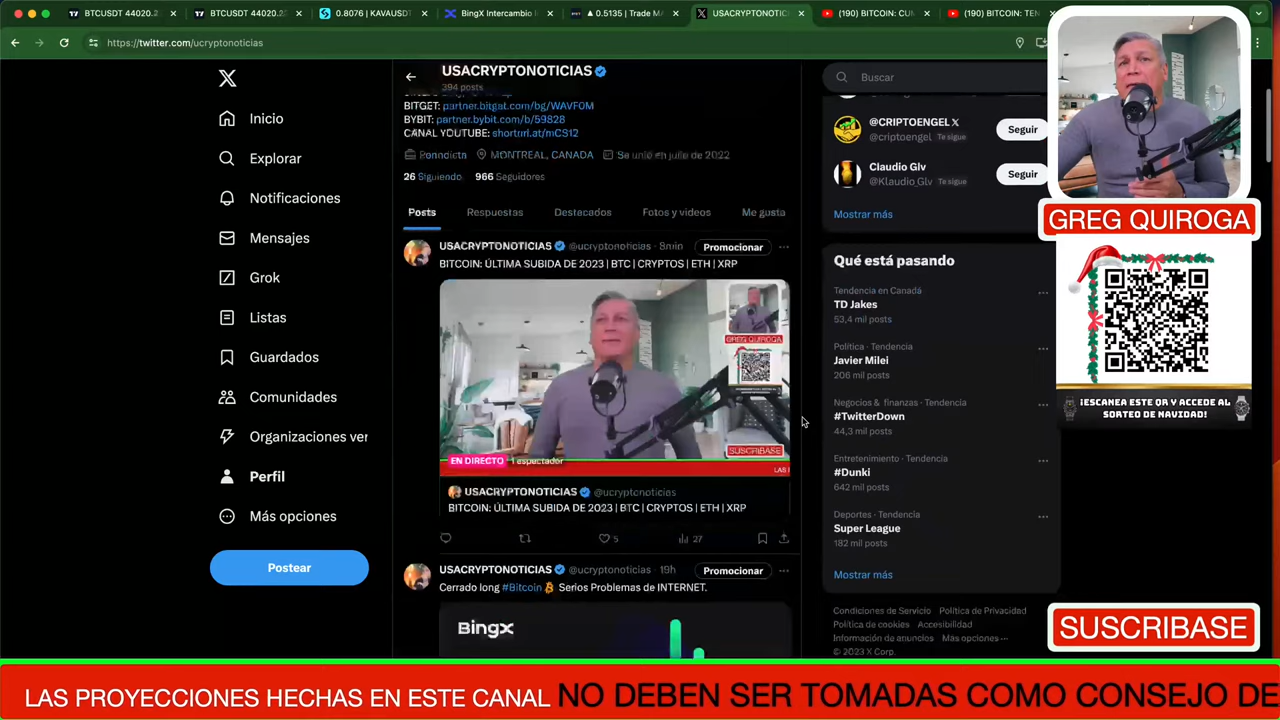 BTCUSDT 44020.2
BTCUSDT 44020.23
0.8076 | KAVAUSDT
BingX Intercambio
0.5135 | Trade MA
USACRYPTONOTICIA
(190) BITCOIN: CUM
(190) BITCOIN: TEN
https://twitter.com/ucryptonoticias
Inicio
Explorar
Notificaciones
Mensajes
Grok
Listas
Guardados
Comunidades
Organizaciones ver
Perfil
Más opciones
Postear
USACRYPTONOTICIAS
394 posts
BITGET: partner.bitget.com/bg/WAVF0M
BYBIT: partner.bybit.com/b/59828
CANAL YOUTUBE: shorturl.at/mCS12
Periodista MONTREAL, CANADA Se unió en julio de 2022
26 Siguiendo 966 Seguidores
Posts Respuestas Destacados Fotos y videos Me gusta
USACRYPTONOTICIAS @ucryptonoticias · 8min Promocionar
BITCOIN: ÚLTIMA SUBIDA DE 2023 | BTC | CRYPTOS | ETH | XRP
GREG QUIROGA
SUSCRIBASE
EN DIRECTO 1 espectador
LAS
USACRYPTONOTICIAS @ucryptonoticias
BITCOIN: ÚLTIMA SUBIDA DE 2023 | BTC | CRYPTOS | ETH | XRP
5 27
USACRYPTONOTICIAS @ucryptonoticias · 19h Promocionar
Cerrado long #Bitcoin Serios Problemas de INTERNET.
BingX
Buscar
@CRIPTOENGEL X
@criptoengel Te sigue
Seguir
Claudio Glv
@Klaudio_Glv Te sigue
Seguir
Mostrar más
Qué está pasando
Tendencia en Canadá
TD Jakes
53,4 mil posts
Política · Tendencia
Javier Milei
206 mil posts
Negocios & finanzas · Tendencia
#TwitterDown
44,3 mil posts
Entretenimiento · Tendencia
#Dunki
642 mil posts
Deportes · Tendencia
Super League
182 mil posts
Mostrar más
Condiciones de Servicio Política de Privacidad
Política de cookies Accesibilidad
Información de anuncios Más opciones ···
© 2023 X Corp.
GREG QUIROGA
¡ESCANEA ESTE QR Y ACCEDE AL
SORTEO DE NAVIDAD!
SUSCRIBASE
LAS PROYECCIONES HECHAS EN ESTE CANAL NO DEBEN SER TOMADAS COMO CONSEJO DE